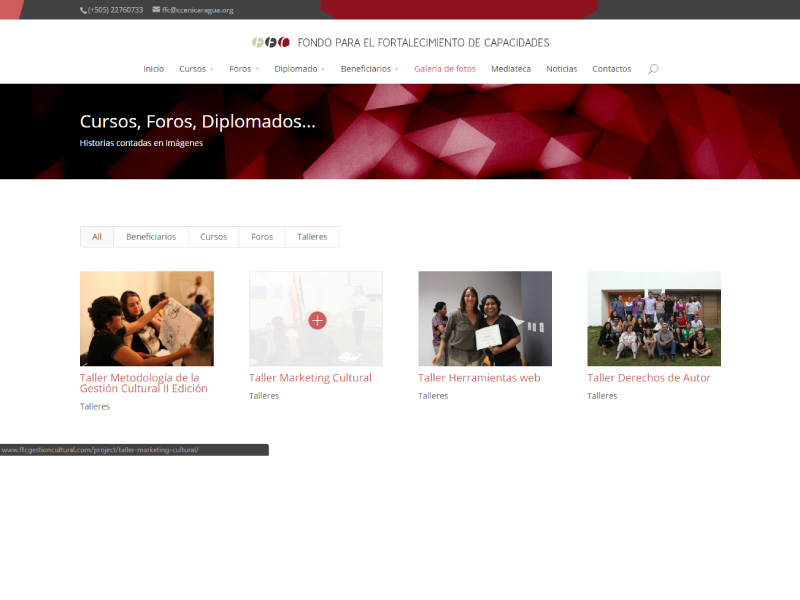 (+505) 22760733 ffc@ccenicaragua.org
FFC FONDO PARA EL FORTALECIMIENTO DE CAPACIDADES
Inicio Cursos Foros Diplomado Beneficiarios Galería de fotos Mediateca Noticias Contactos
Cursos, Foros, Diplomados...
Historias contadas en imágenes
All Beneficiarios Cursos Foros Talleres
Taller Metodología de la Gestión Cultural II Edición
Talleres
Taller Marketing Cultural
Talleres
Taller Herramientas web
Talleres
Taller Derechos de Autor
Talleres
www.ffcgestioncultural.com/project/taller-marketing-cultural/